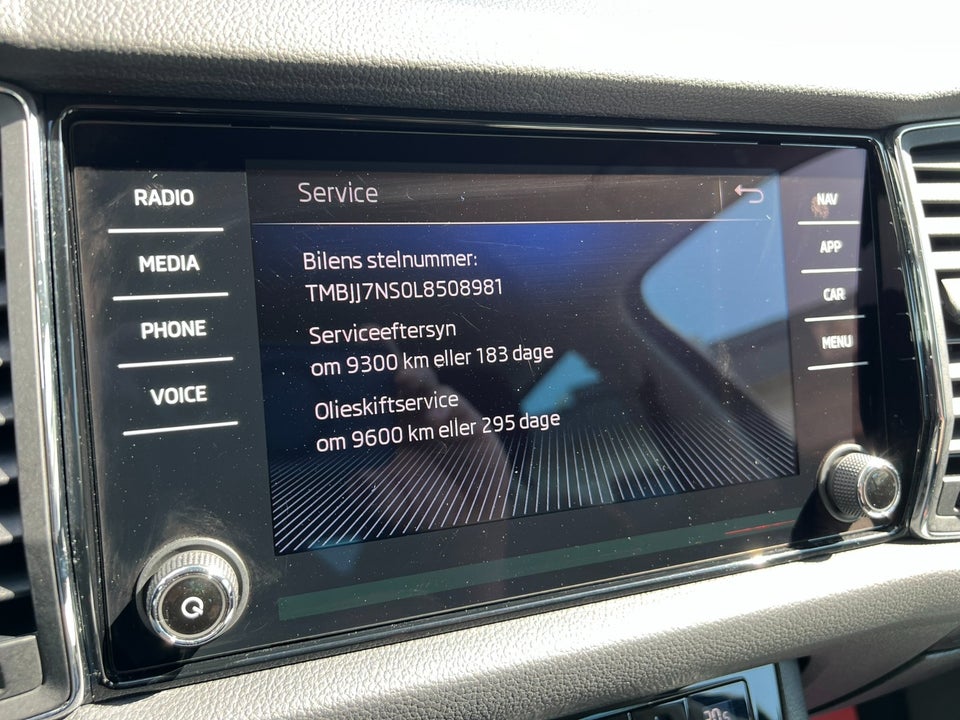 RADIO
MEDIA
PHONE
VOICE
Service
Bilens stelnummer:
TMBJJ7NS0L8508981
Serviceeftersyn
om 9300 km eller 183 dage
Olieskiftservice
om 9600 km eller 295 dage
NAV
APP
CAR
MENU